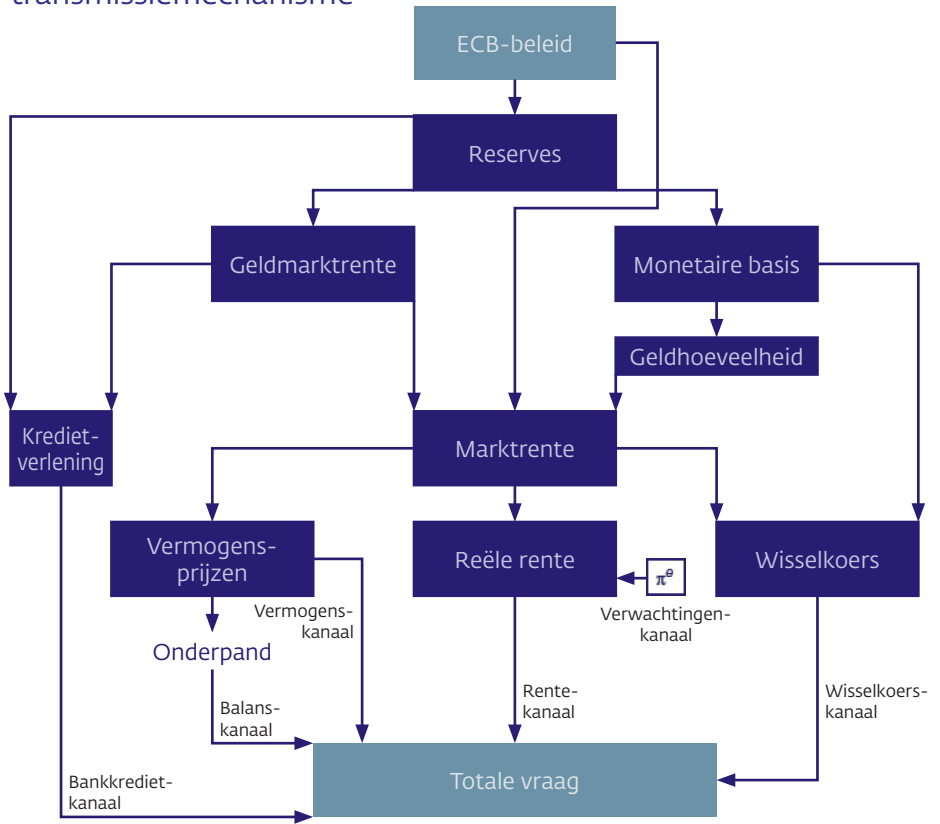 transmissiemechanisme
ECB-beleid
Reserves
Geldmarktrente
Monetaire basis
Geldhoeveelheid
Krediet-
verlening
Marktrente
Vermogens-
prijzen
Reële rente
πᵉ
Wisselkoers
Vermogens-
kanaal
Verwachtingen-
kanaal
Onderpand
Balans-
kanaal
Rente-
kanaal
Wisselkoers-
kanaal
Bankkrediet-
kanaal
Totale vraag